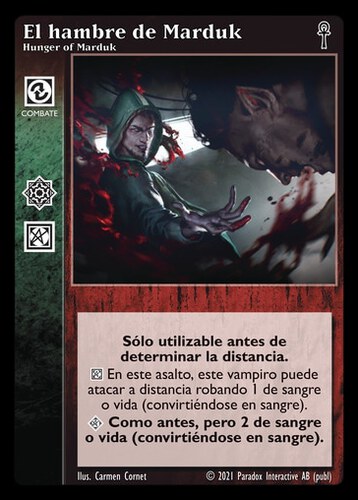 El hambre de Marduk
Hunger of Marduk
COMBATE
Sólo utilizable antes de
determinar la distancia.
En este asalto, este vampiro puede
atacar a distancia robando 1 de sangre
o vida (convirtiéndose en sangre).
Como antes, pero 2 de sangre
o vida (convirtiéndose en sangre).
Ilus. Carmen Cornet © 2021 Paradox Interactive AB (publ)